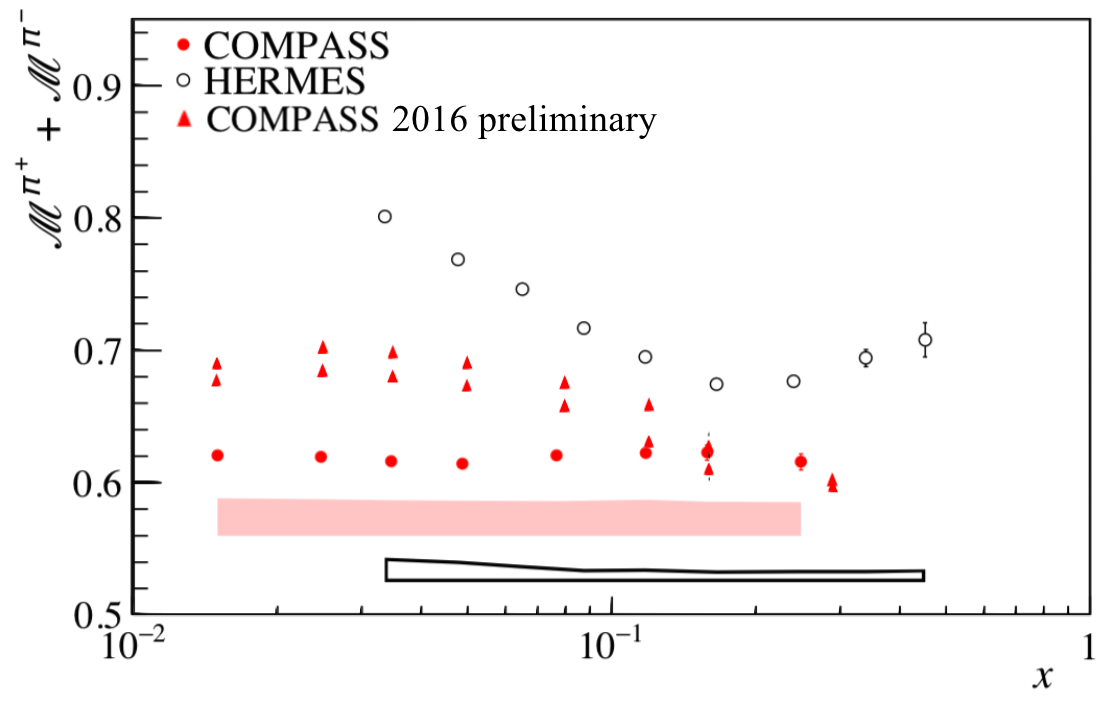 ℳ^π⁺ + ℳ^π⁻
COMPASS
HERMES
COMPASS 2016 preliminary
0.9
0.8
0.7
0.6
0.5
10⁻² 10⁻¹ 1
x